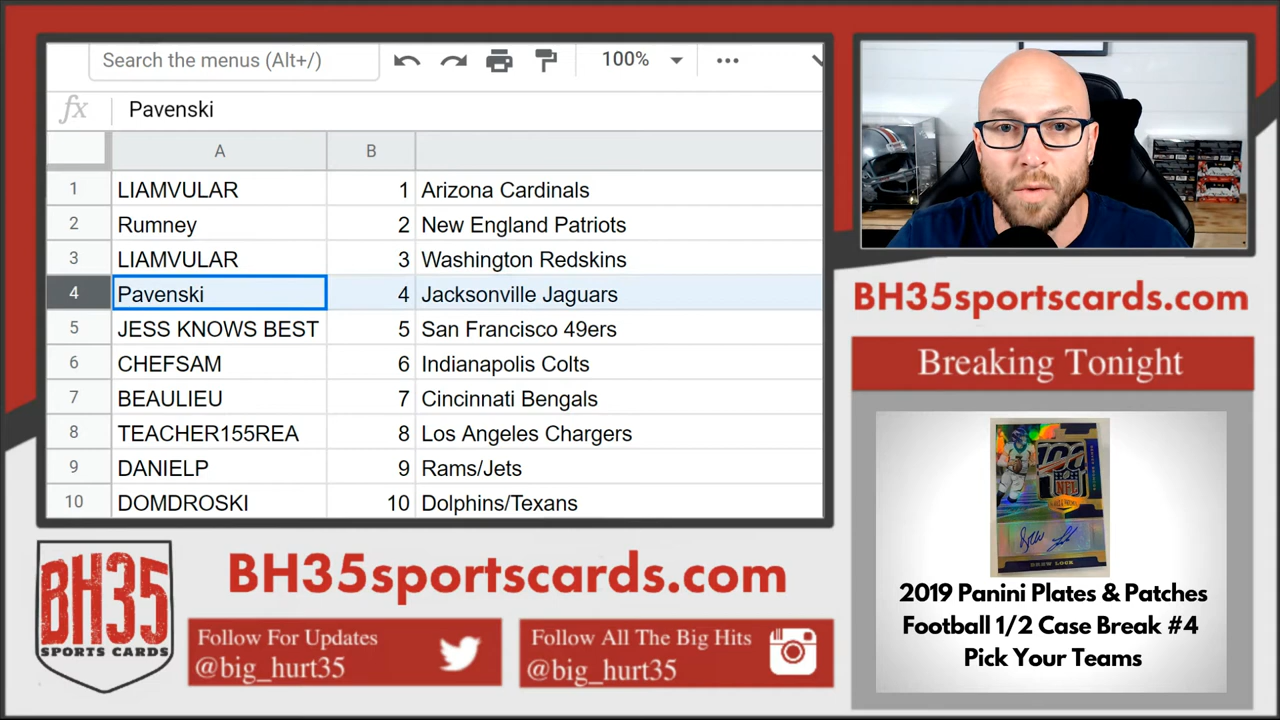 Search the menus (Alt+/)
100%
fx Pavenski
A B
1 LIAMVULAR 1 Arizona Cardinals
2 Rumney 2 New England Patriots
3 LIAMVULAR 3 Washington Redskins
4 Pavenski 4 Jacksonville Jaguars
5 JESS KNOWS BEST 5 San Francisco 49ers
6 CHEFSAM 6 Indianapolis Colts
7 BEAULIEU 7 Cincinnati Bengals
8 TEACHER155REA 8 Los Angeles Chargers
9 DANIELP 9 Rams/Jets
10 DOMDROSKI 10 Dolphins/Texans
BH35sportscards.com
Breaking Tonight
100
NFL
DREW LOCK
2019 Panini Plates & Patches
Football 1/2 Case Break #4
Pick Your Teams
BH35
SPORTS CARDS
BH35sportscards.com
Follow For Updates
@big_hurt35
Follow All The Big Hits
@big_hurt35